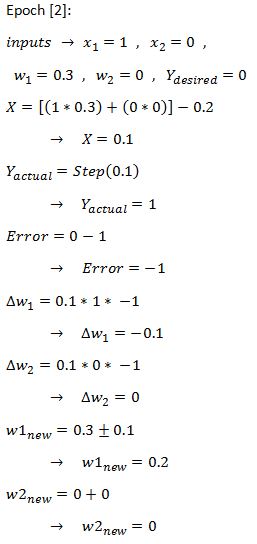 Epoch [2]:
inputs → x₁ = 1 , x₂ = 0 ,
w₁ = 0.3 , w₂ = 0 , Y_desired = 0
X = [(1 * 0.3) + (0 * 0)] − 0.2
→ X = 0.1
Y_actual = Step(0.1)
→ Y_actual = 1
Error = 0 − 1
→ Error = −1
Δw₁ = 0.1 * 1 * −1
→ Δw₁ = −0.1
Δw₂ = 0.1 * 0 * −1
→ Δw₂ = 0
w1_new = 0.3 ± 0.1
→ w1_new = 0.2
w2_new = 0 + 0
→ w2_new = 0